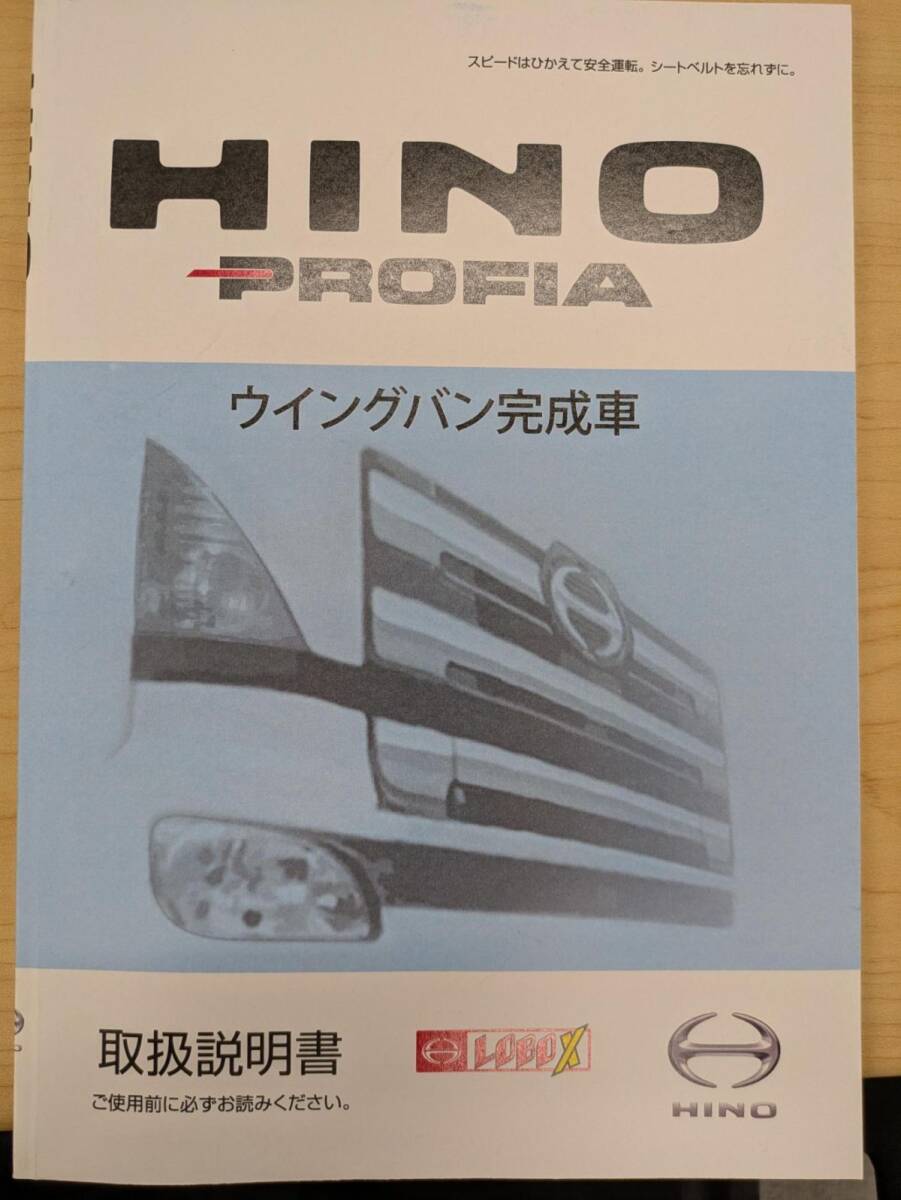 スピードはひかえて安全運転。シートベルトを忘れずに。
HINO
PROFIA
ウイングバン完成車
取扱説明書
LOBOX
ご使用前に必ずお読みください。
HINO